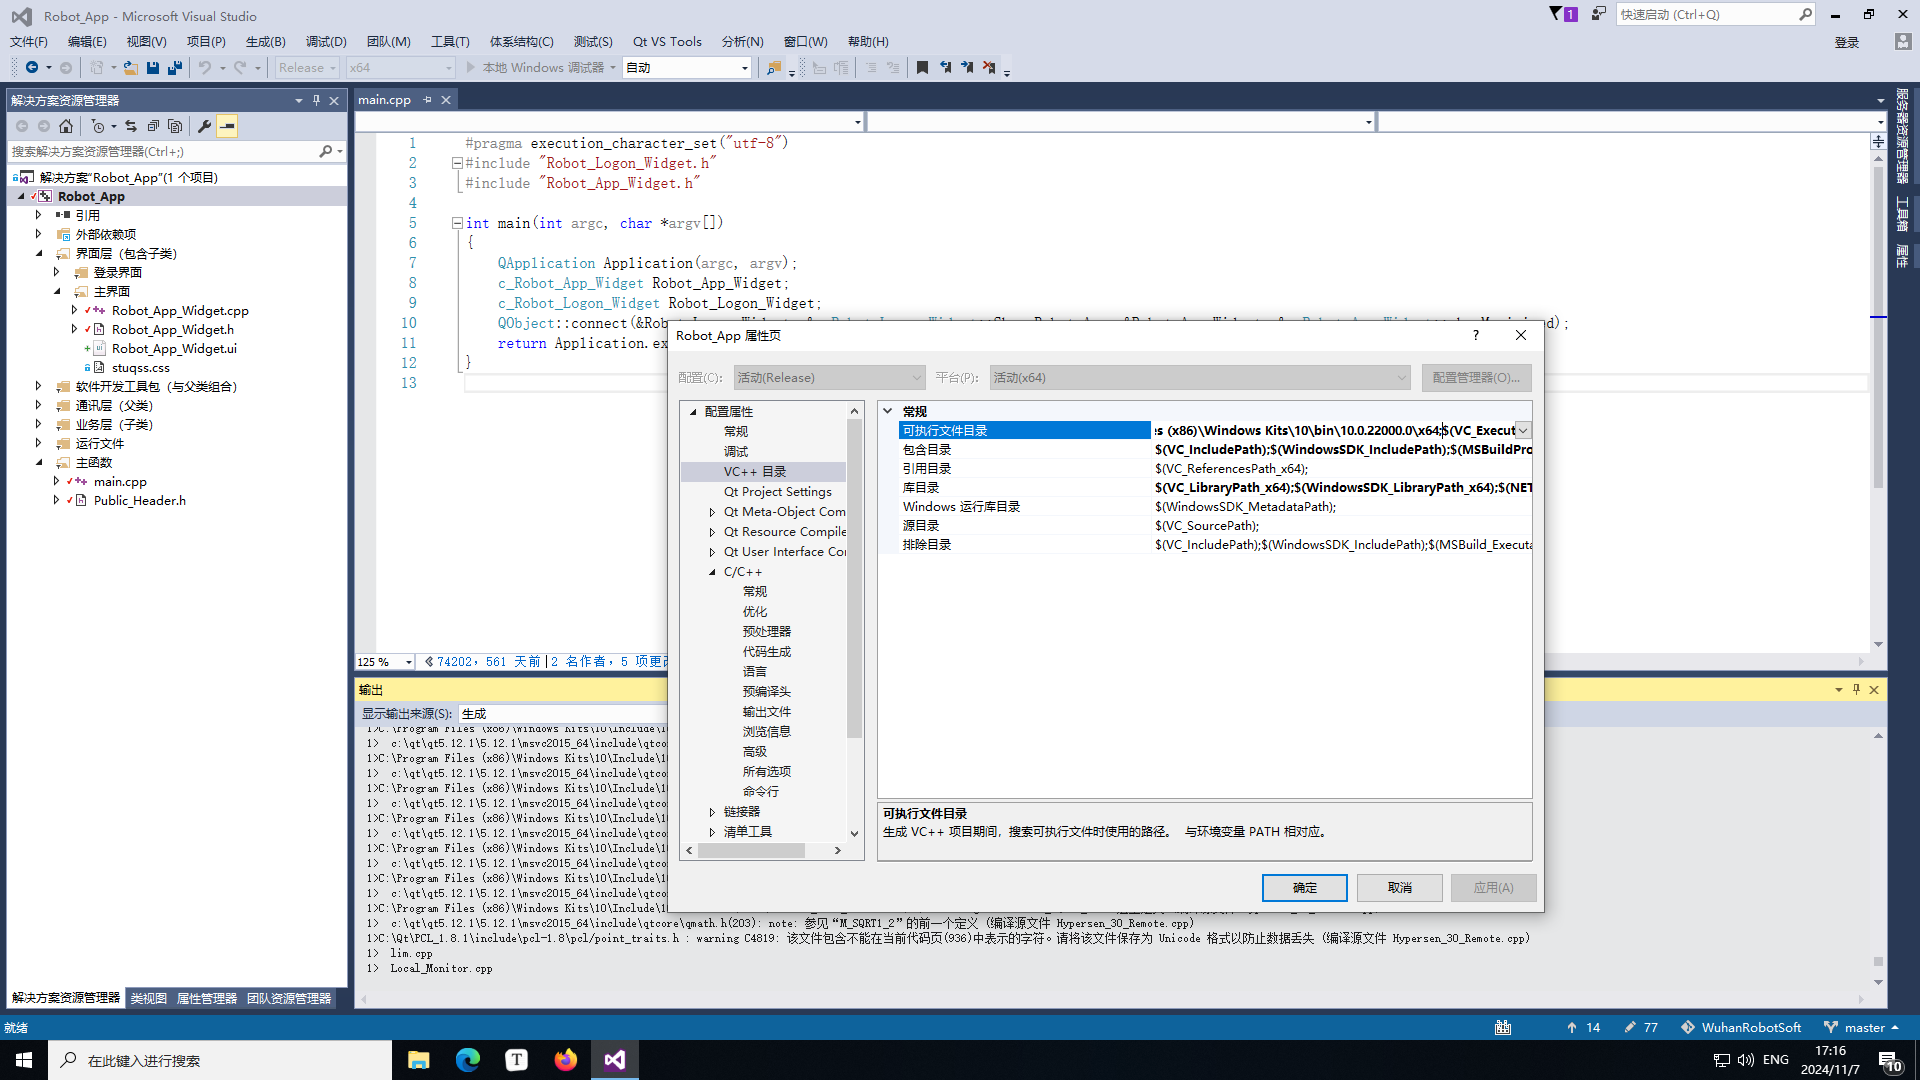 Robot_App - Microsoft Visual Studio
1
快速启动 (Ctrl+Q)
文件(F) 编辑(E) 视图(V) 项目(P) 生成(B) 调试(D) 团队(M) 工具(T) 体系结构(C) 测试(S) Qt VS Tools 分析(N) 窗口(W) 帮助(H)
登录
Release x64 本地 Windows 调试器 自动
解决方案资源管理器
搜索解决方案资源管理器(Ctrl+;)
解决方案"Robot_App"(1 个项目)
Robot_App
引用
外部依赖项
界面层（包含子类）
登录界面
主界面
Robot_App_Widget.cpp
Robot_App_Widget.h
Robot_App_Widget.ui
stuqss.css
软件开发工具包（与父类组合）
通讯层（父类）
业务层（子类）
运行文件
主函数
main.cpp
Public_Header.h
解决方案资源管理器 类视图 属性管理器 团队资源管理器
main.cpp
1 #pragma execution_character_set("utf-8")
2 #include "Robot_Logon_Widget.h"
3 #include "Robot_App_Widget.h"
4
5 int main(int argc, char *argv[])
6 {
7 QApplication Application(argc, argv);
8 c_Robot_App_Widget Robot_App_Widget;
9 c_Robot_Logon_Widget Robot_Logon_Widget;
10 QObject::connect(&Rob
11 return Application.ex
12 }
13
125 %
74202，561 天前 | 2 名作者，5 项更改
服务器资源管理器
工具箱
属性
Robot_App 属性页
?
配置(C): 活动(Release) 平台(P): 活动(x64) 配置管理器(O)...
配置属性
常规
调试
VC++ 目录
Qt Project Settings
Qt Meta-Object Com
Qt Resource Compile
Qt User Interface Co
C/C++
常规
优化
预处理器
代码生成
语言
预编译头
输出文件
浏览信息
高级
所有选项
命令行
链接器
清单工具
常规
可执行文件目录 s (x86)\Windows Kits\10\bin\10.0.22000.0\x64;$(VC_Execut
包含目录 $(VC_IncludePath);$(WindowsSDK_IncludePath);$(MSBuildPro
引用目录 $(VC_ReferencesPath_x64);
库目录 $(VC_LibraryPath_x64);$(WindowsSDK_LibraryPath_x64);$(NET
Windows 运行库目录 $(WindowsSDK_MetadataPath);
源目录 $(VC_SourcePath);
排除目录 $(VC_IncludePath);$(WindowsSDK_IncludePath);$(MSBuild_Executa
可执行文件目录
生成 VC++ 项目期间，搜索可执行文件时使用的路径。 与环境变量 PATH 相对应。
确定 取消 应用(A)
输出
显示输出来源(S): 生成
1>C:\Program Files (x86)\Windows Kits\10\Include\10
1> c:\qt\qt5.12.1\5.12.1\msvc2015_64\include\qtcor
1>C:\Program Files (x86)\Windows Kits\10\Include\10
1> c:\qt\qt5.12.1\5.12.1\msvc2015_64\include\qtcor
1>C:\Program Files (x86)\Windows Kits\10\Include\10
1> c:\qt\qt5.12.1\5.12.1\msvc2015_64\include\qtcor
1>C:\Program Files (x86)\Windows Kits\10\Include\10
1> c:\qt\qt5.12.1\5.12.1\msvc2015_64\include\qtcor
1>C:\Program Files (x86)\Windows Kits\10\Include\10
1> c:\qt\qt5.12.1\5.12.1\msvc2015_64\include\qtcor
1>C:\Program Files (x86)\Windows Kits\10\Include\10
1> c:\qt\qt5.12.1\5.12.1\msvc2015_64\include\qtcor
1>C:\Program Files (x86)\Windows Kits\10\Include\10
1> c:\qt\qt5.12.1\5.12.1\msvc2015_64\include\qtcore\qmath.h(203): note: 参见“M_SQRT1_2”的前一个定义 (编译源文件 Hypersen_3D_Remote.cpp)
1>C:\Qt\PCL_1.8.1\include\pcl-1.8\pcl/point_traits.h : warning C4819: 该文件包含不能在当前代码页(936)中表示的字符。请将该文件保存为 Unicode 格式以防止数据丢失 (编译源文件 Hypersen_3D_Remote.cpp)
1> lim.cpp
1> Local_Monitor.cpp
就绪
14 77 WuhanRobotSoft master
在此键入进行搜索
T
ENG
17:16
2024/11/7
10